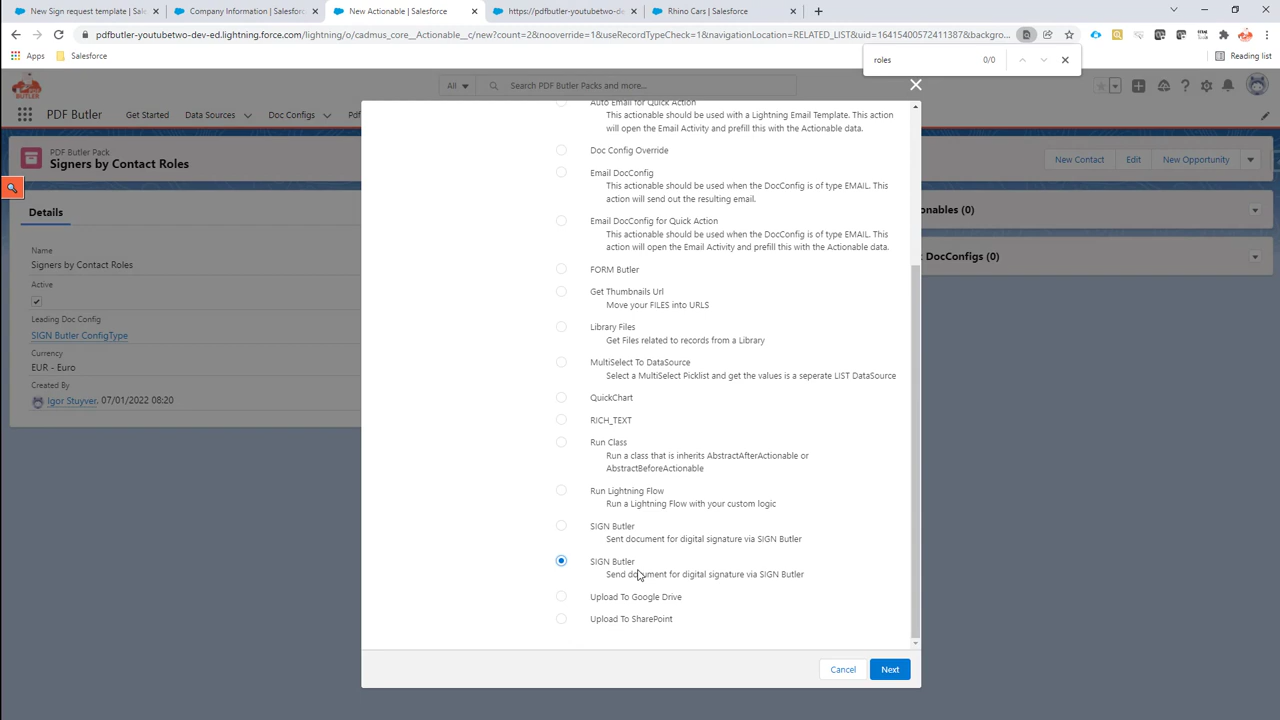 New Sign request template | Sal
Company Information | Salesforc
New Actionable | Salesforce
https://pdfbutler-youtubetwo-de
Rhino Cars | Salesforce
pdfbutler-youtubetwo-dev-ed.lightning.force.com/lightning/o/cadmus_core__Actionable__c/new?count=2&nooverride=1&useRecordTypeCheck=1&navigationLocation=RELATED_LIST&uid=164154005724113878&backgro...
Apps
Salesforce
Reading list
roles
0/0
All
Search PDF Butler Packs and more...
PDF Butler
Get Started
Data Sources
Doc Configs
Pdf
PDF Butler Pack
Signers by Contact Roles
New Contact
Edit
New Opportunity
Details
Name
Signers by Contact Roles
Active
Leading Doc Config
SIGN Butler ConfigType
Currency
EUR - Euro
Created By
Igor Stuyver, 07/01/2022 08:20
onables (0)
DocConfigs (0)
Auto Email for Quick Action
This actionable should be used with a Lightning Email Template. This action
will open the Email Activity and prefill this with the Actionable data.
Doc Config Override
Email DocConfig
This actionable should be used when the DocConfig is of type EMAIL. This
action will send out the resulting email.
Email DocConfig for Quick Action
This actionable should be used when the DocConfig is of type EMAIL. This
action will open the Email Activity and prefill this with the Actionable data.
FORM Butler
Get Thumbnails Url
Move your FILES into URLS
Library Files
Get Files related to records from a Library
MultiSelect To DataSource
Select a MultiSelect Picklist and get the values is a seperate LIST DataSource
QuickChart
RICH_TEXT
Run Class
Run a class that is inherits AbstractAfterActionable or
AbstractBeforeActionable
Run Lightning Flow
Run a Lightning Flow with your custom logic
SIGN Butler
Sent document for digital signature via SIGN Butler
SIGN Butler
Send document for digital signature via SIGN Butler
Upload To Google Drive
Upload To SharePoint
Cancel
Next